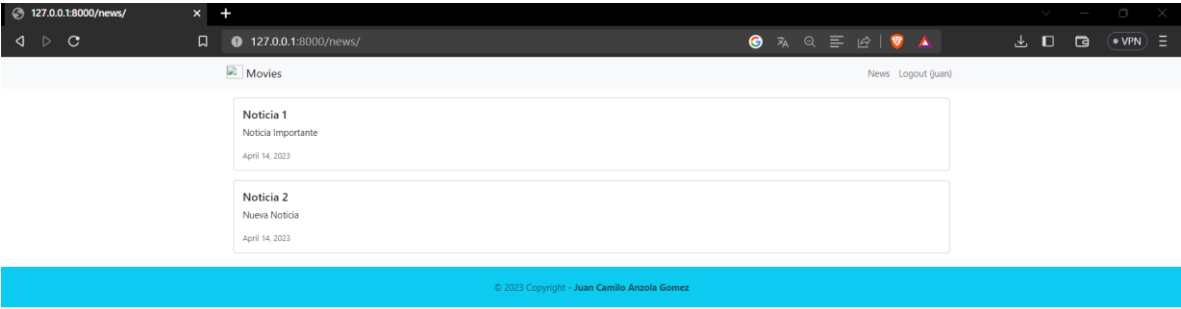 127.0.0.1:8000/news/
127.0.0.1:8000/news/
VPN
Movies
News Logout (juan)
Noticia 1
Noticia Importante
April 14, 2023
Noticia 2
Nueva Noticia
April 14, 2023
© 2023 Copyright - Juan Camilo Anzola Gomez